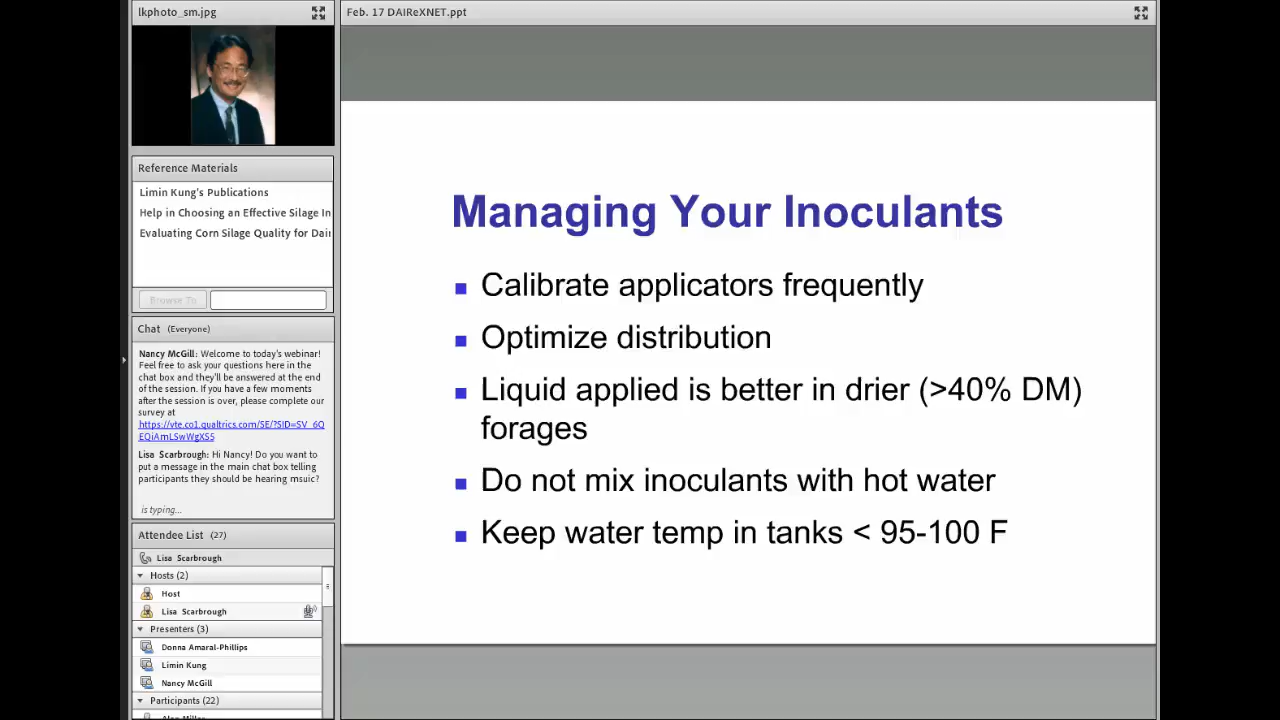 lkphoto_sm.jpg
Reference Materials
Limin Kung's Publications
Help in Choosing an Effective Silage In
Evaluating Corn Silage Quality for Dair
Browse To
Chat (Everyone)
Nancy McGill: Welcome to today's webinar!
Feel free to ask your questions here in the
chat box and they'll be answered at the end
of the session. If you have a few moments
after the session is over, please complete our
survey at
https://vte.co1.qualtrics.com/SE/?SID=SV_6Q
EQiAmLSwWgXS5
Lisa Scarbrough: Hi Nancy! Do you want to
put a message in the main chat box telling
participants they should be hearing msuic?
is typing...
Attendee List (27)
Lisa Scarbrough
Hosts (2)
Host
Lisa Scarbrough
Presenters (3)
Donna Amaral-Phillips
Limin Kung
Nancy McGill
Participants (22)
Feb. 17 DAIReXNET.ppt
Managing Your Inoculants
Calibrate applicators frequently
Optimize distribution
Liquid applied is better in drier (>40% DM)
forages
Do not mix inoculants with hot water
Keep water temp in tanks < 95-100 F